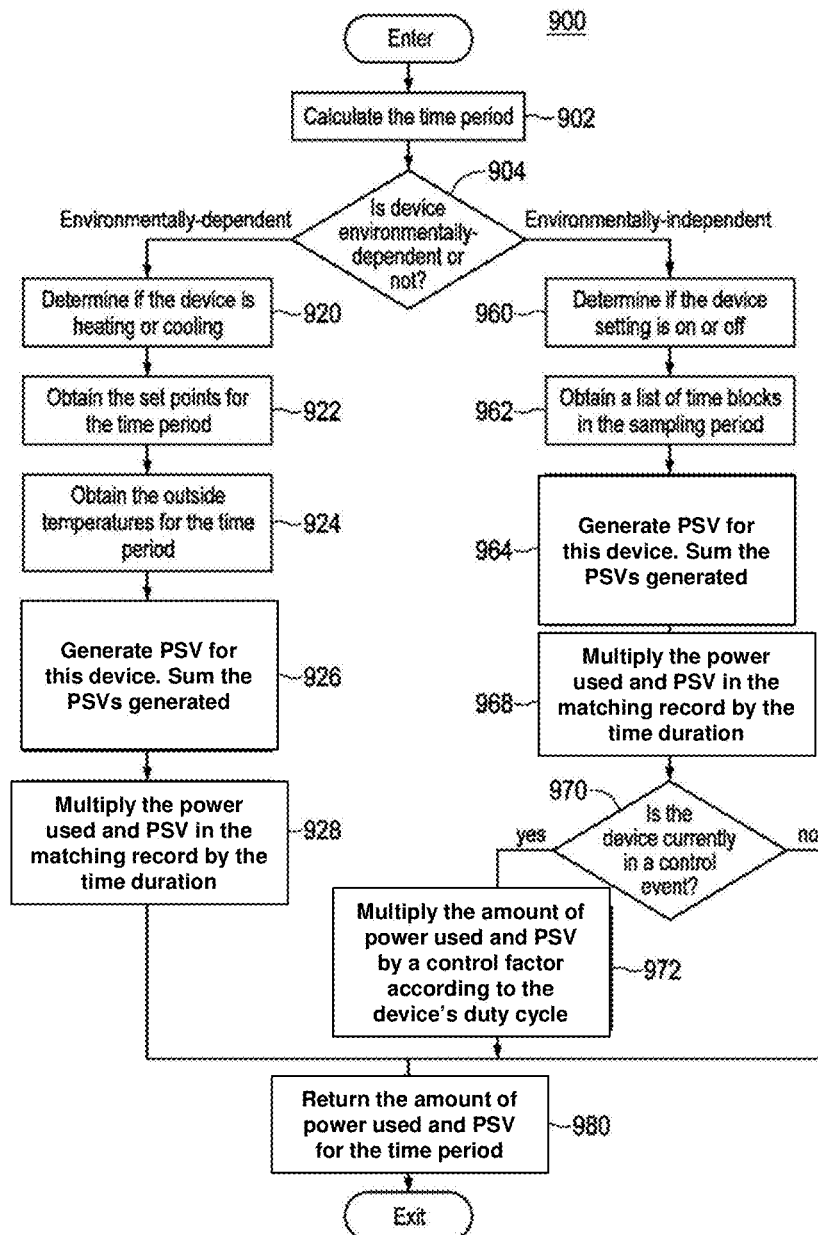 900
Enter
Calculate the time period
902
904
Is device
environmentally-
dependent or
not?
Environmentally-dependent
Environmentally-independent
Determine if the device is
heating or cooling
920
Obtain the set points for
the time period
922
Obtain the outside
temperatures for the time
period
924
Generate PSV for
this device. Sum the
PSVs generated
926
Multiply the power
used and PSV in the
matching record by the
time duration
928
960
Determine if the device
setting is on or off
962
Obtain a list of time blocks
in the sampling period
964
Generate PSV for
this device. Sum the
PSVs generated
968
Multiply the power
used and PSV in the
matching record by the
time duration
970
Is the
device currently
in a control
event?
yes
no
Multiply the amount of
power used and PSV
by a control factor
according to the
device's duty cycle
972
Return the amount of
power used and PSV
for the time period
980
Exit